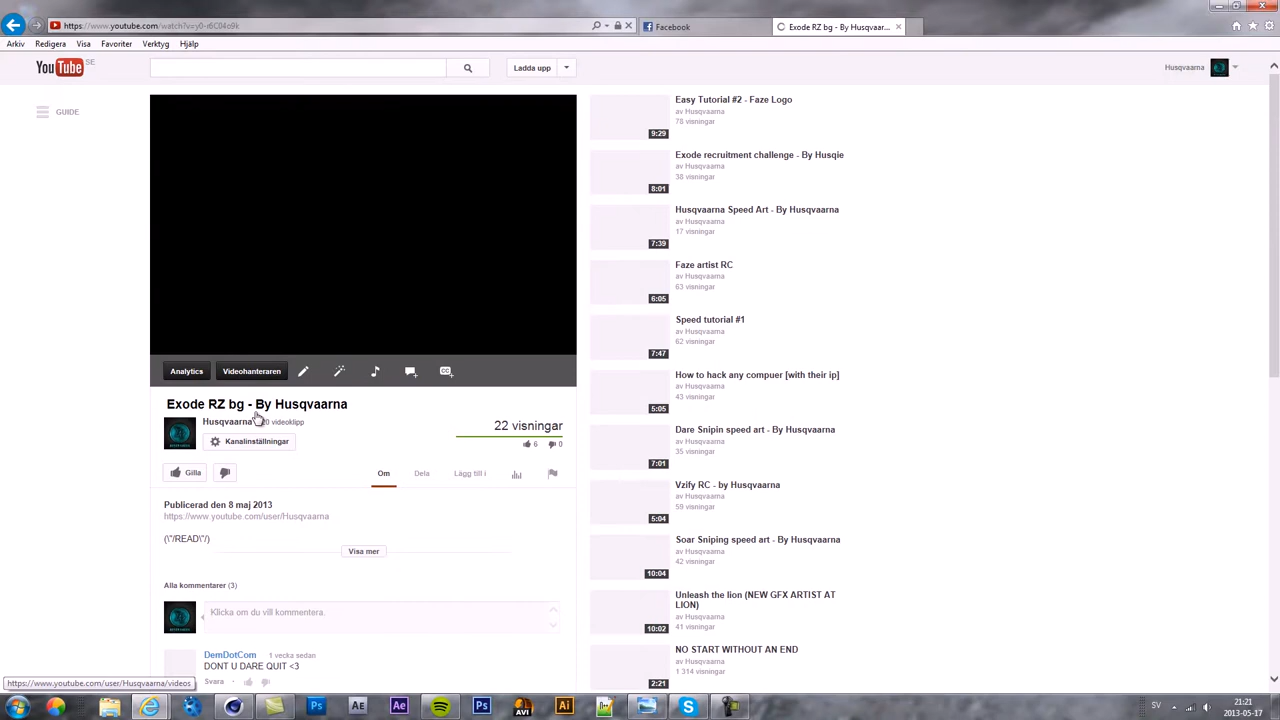 https://www.youtube.com/watch?v=y0-r6C04o9k
Facebook
Exode RZ bg - By Husqvaar...
Arkiv Redigera Visa Favoriter Verktyg Hjälp
YouTube SE
Ladda upp
Husqvaarna
GUIDE
Analytics
Videohanteraren
CC
Exode RZ bg - By Husqvaarna
Husqvaarna 20 videoklipp
Kanalinställningar
22 visningar
6 0
Gilla
Om Dela Lägg till i
Publicerad den 8 maj 2013
https://www.youtube.com/user/Husqvaarna
(\"/READ\"/)
Visa mer
Alla kommentarer (3)
Klicka om du vill kommentera.
DemDotCom 1 vecka sedan
DONT U DARE QUIT <3
Svara
https://www.youtube.com/user/Husqvaarna/videos
Easy Tutorial #2 - Faze Logo
av Husqvaarna
78 visningar
9:29
Exode recruitment challenge - By Husqie
av Husqvaarna
38 visningar
8:01
Husqvaarna Speed Art - By Husqvaarna
av Husqvaarna
17 visningar
7:39
Faze artist RC
av Husqvaarna
63 visningar
6:05
Speed tutorial #1
av Husqvaarna
62 visningar
7:47
How to hack any compuer [with their ip]
av Husqvaarna
43 visningar
5:05
Dare Snipin speed art - By Husqvaarna
av Husqvaarna
35 visningar
7:01
Vzify RC - by Husqvaarna
av Husqvaarna
59 visningar
5:04
Soar Sniping speed art - By Husqvaarna
av Husqvaarna
42 visningar
10:04
Unleash the lion (NEW GFX ARTIST AT
LION)
av Husqvaarna
41 visningar
10:02
NO START WITHOUT AN END
av Husqvaarna
1 314 visningar
2:21
Ps Ae Ae Ps AVI Ai
SV
21:21
2013-05-17